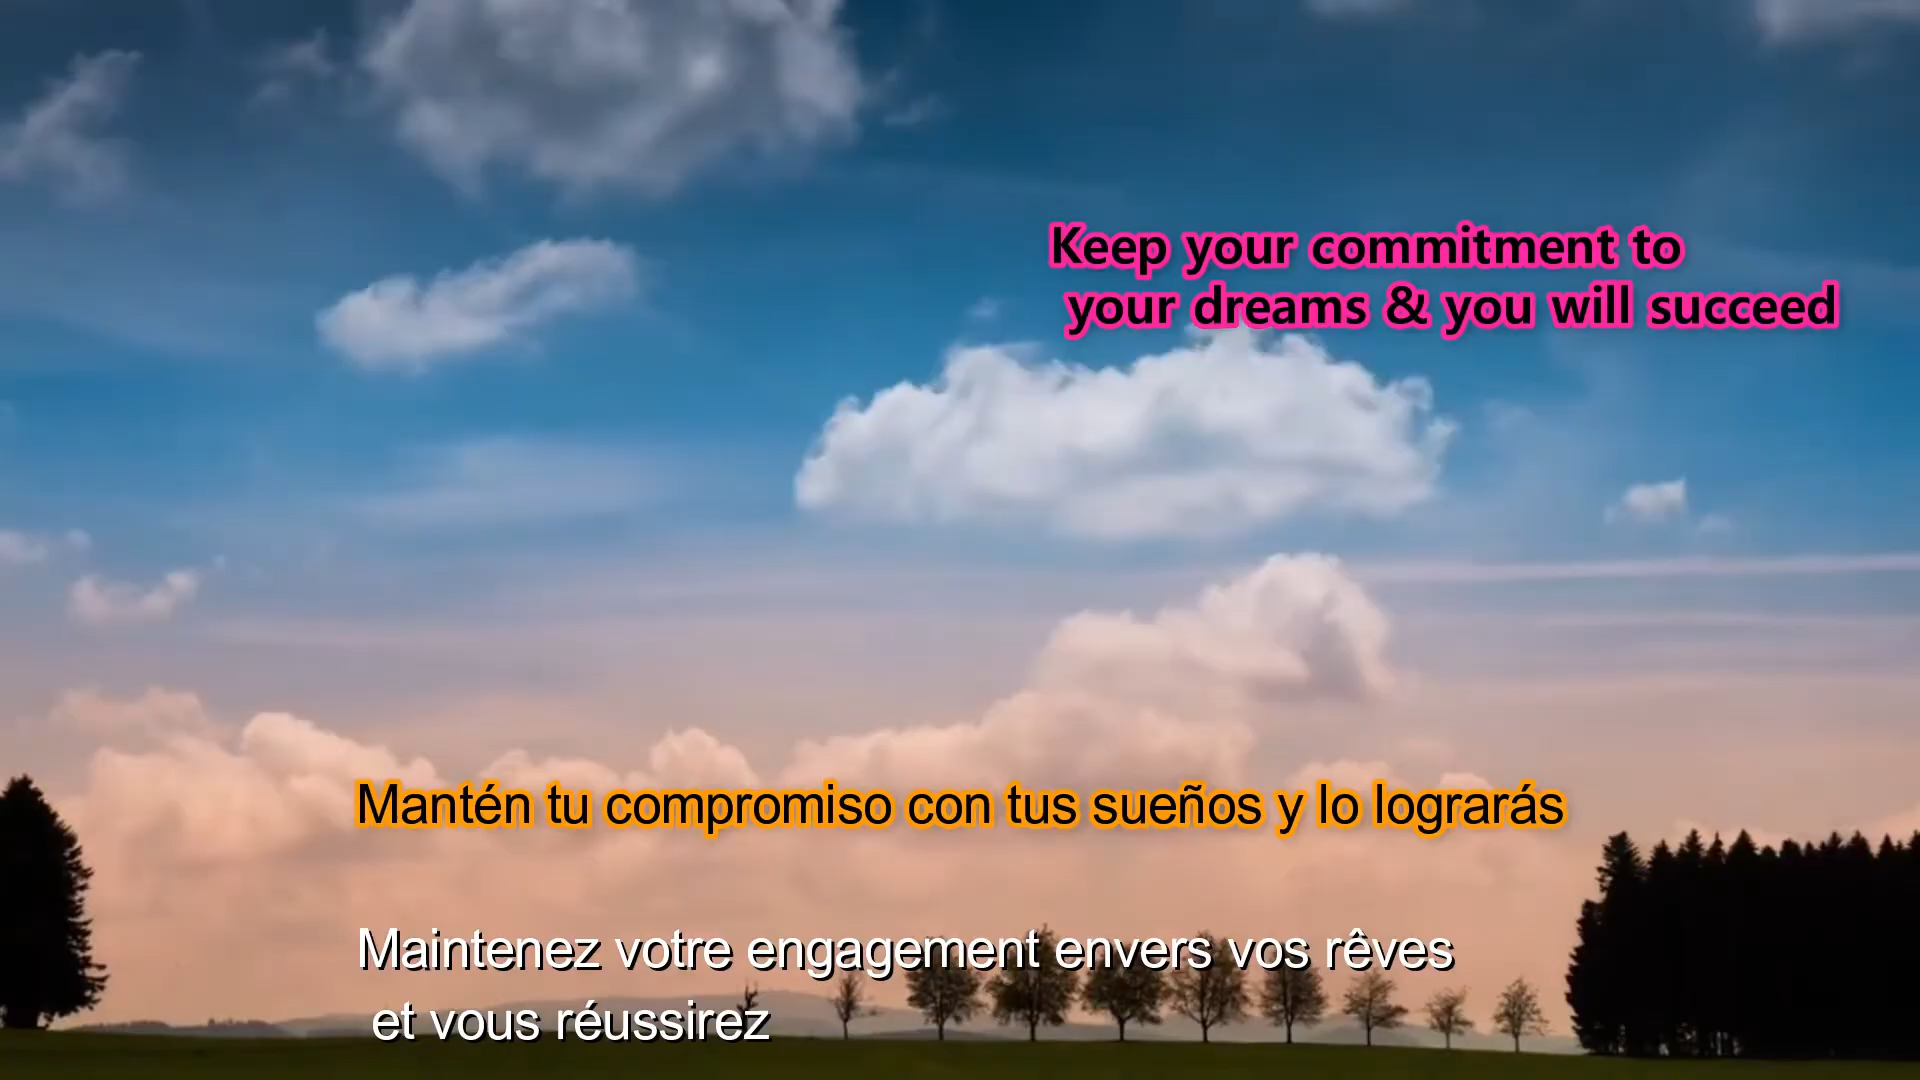 Keep your commitment to
your dreams & you will succeed
Mantén tu compromiso con tus sueños y lo lograrás
Maintenez votre engagement envers vos rêves
et vous réussirez